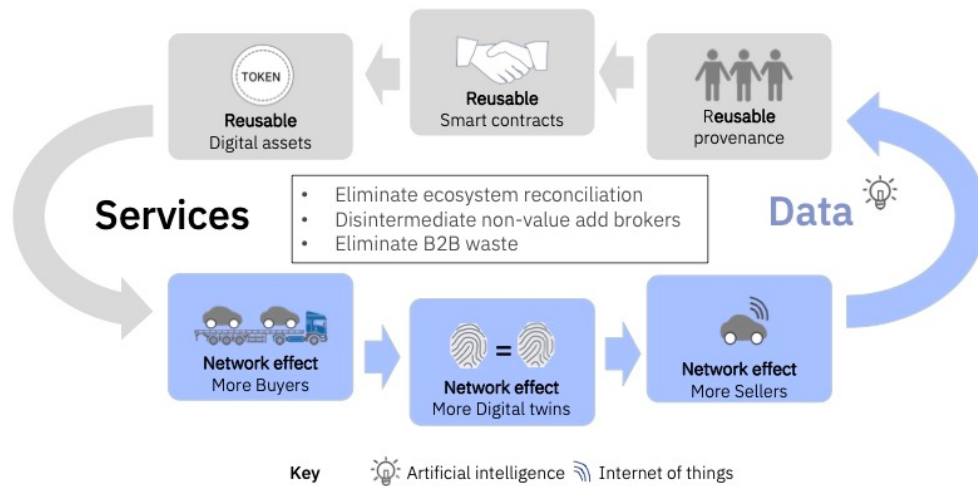 TOKEN
Reusable
Digital assets
Reusable
Smart contracts
Reusable
provenance
Services
• Eliminate ecosystem reconciliation
• Disintermediate non-value add brokers
• Eliminate B2B waste
Data
Network effect
More Buyers
=
Network effect
More Digital twins
Network effect
More Sellers
Key
Artificial intelligence
Internet of things